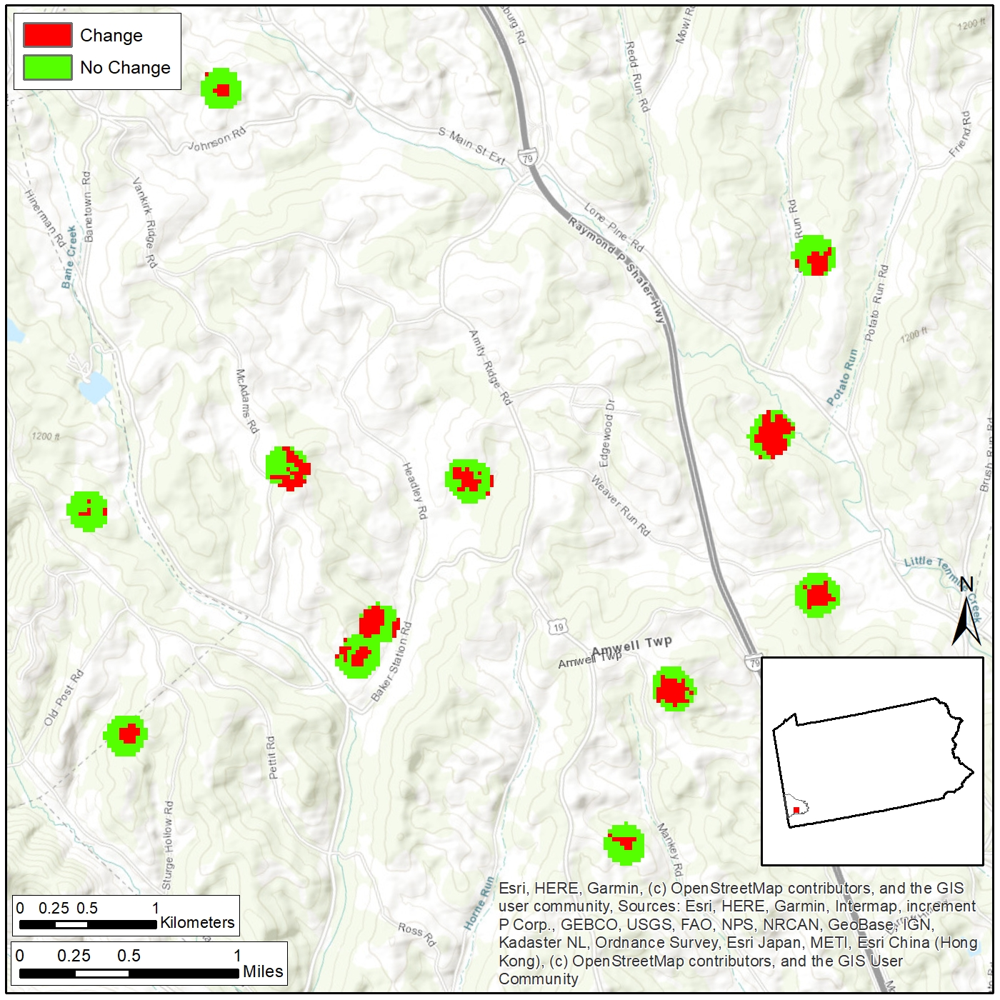 Change
No Change
sburg Rd
Mowl Rd
1200 ft
Redd Run Rd
Friend Rd
Johnson Rd
S Main St Ext
79
Banetown Rd
Vankirk Ridge Rd
Hinerman Rd
Bane Creek
Lone Pine Rd
Raymond P Shafer Hwy
Run Rd
Potato Run Rd
1200 ft
Amity Ridge Rd
Potato Run
McAdams Rd
Edgewood Dr
1200 ft
Brush Run Rd
Headley Rd
Weaver Run Rd
Little Tenmile Creek
N
19
Amwell Twp
Amwell Twp
79
Baker Station Rd
Old Post Rd
Pettit Rd
Sturge Hollow Rd
Mankey Rd
Horne Run
Ross Rd
0 0.25 0.5 1
Kilometers
0 0.25 0.5 1
Miles
Esri, HERE, Garmin, (c) OpenStreetMap contributors, and the GIS
user community, Sources: Esri, HERE, Garmin, Intermap, increment
P Corp., GEBCO, USGS, FAO, NPS, NRCAN, GeoBase, IGN,
Kadaster NL, Ordnance Survey, Esri Japan, METI, Esri China (Hong
Kong), (c) OpenStreetMap contributors, and the GIS User
Community